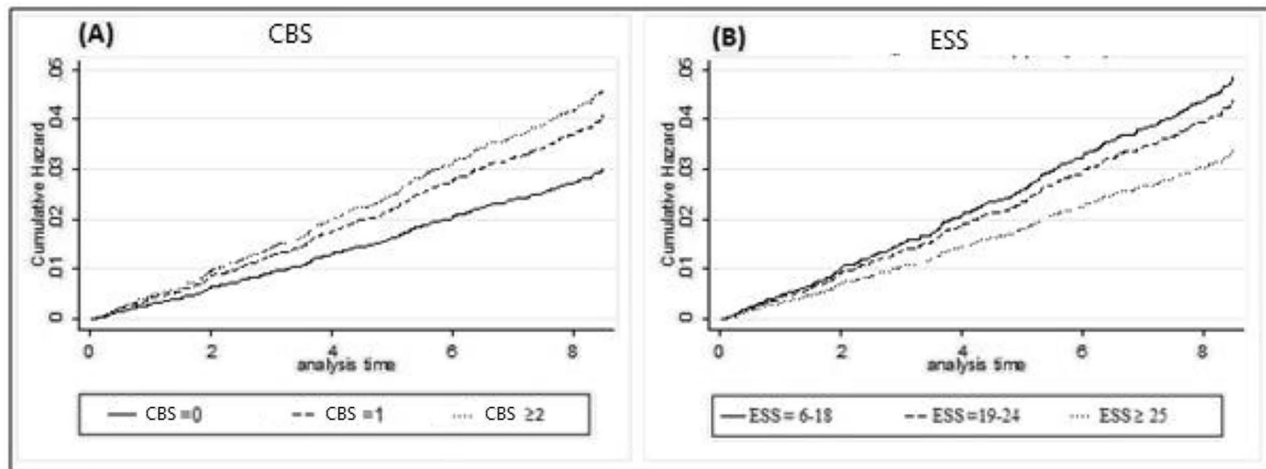 (A) CBS
Cumulative Hazard
.05
.04
.03
.02
.01
0
0 2 4 6 8
analysis time
CBS =0 CBS =1 CBS ≥2
(B) ESS
Cumulative Hazard
.05
.04
.03
.02
.01
0
0 2 4 6 8
analysis time
ESS = 6-18 ESS =19-24 ESS ≥ 25